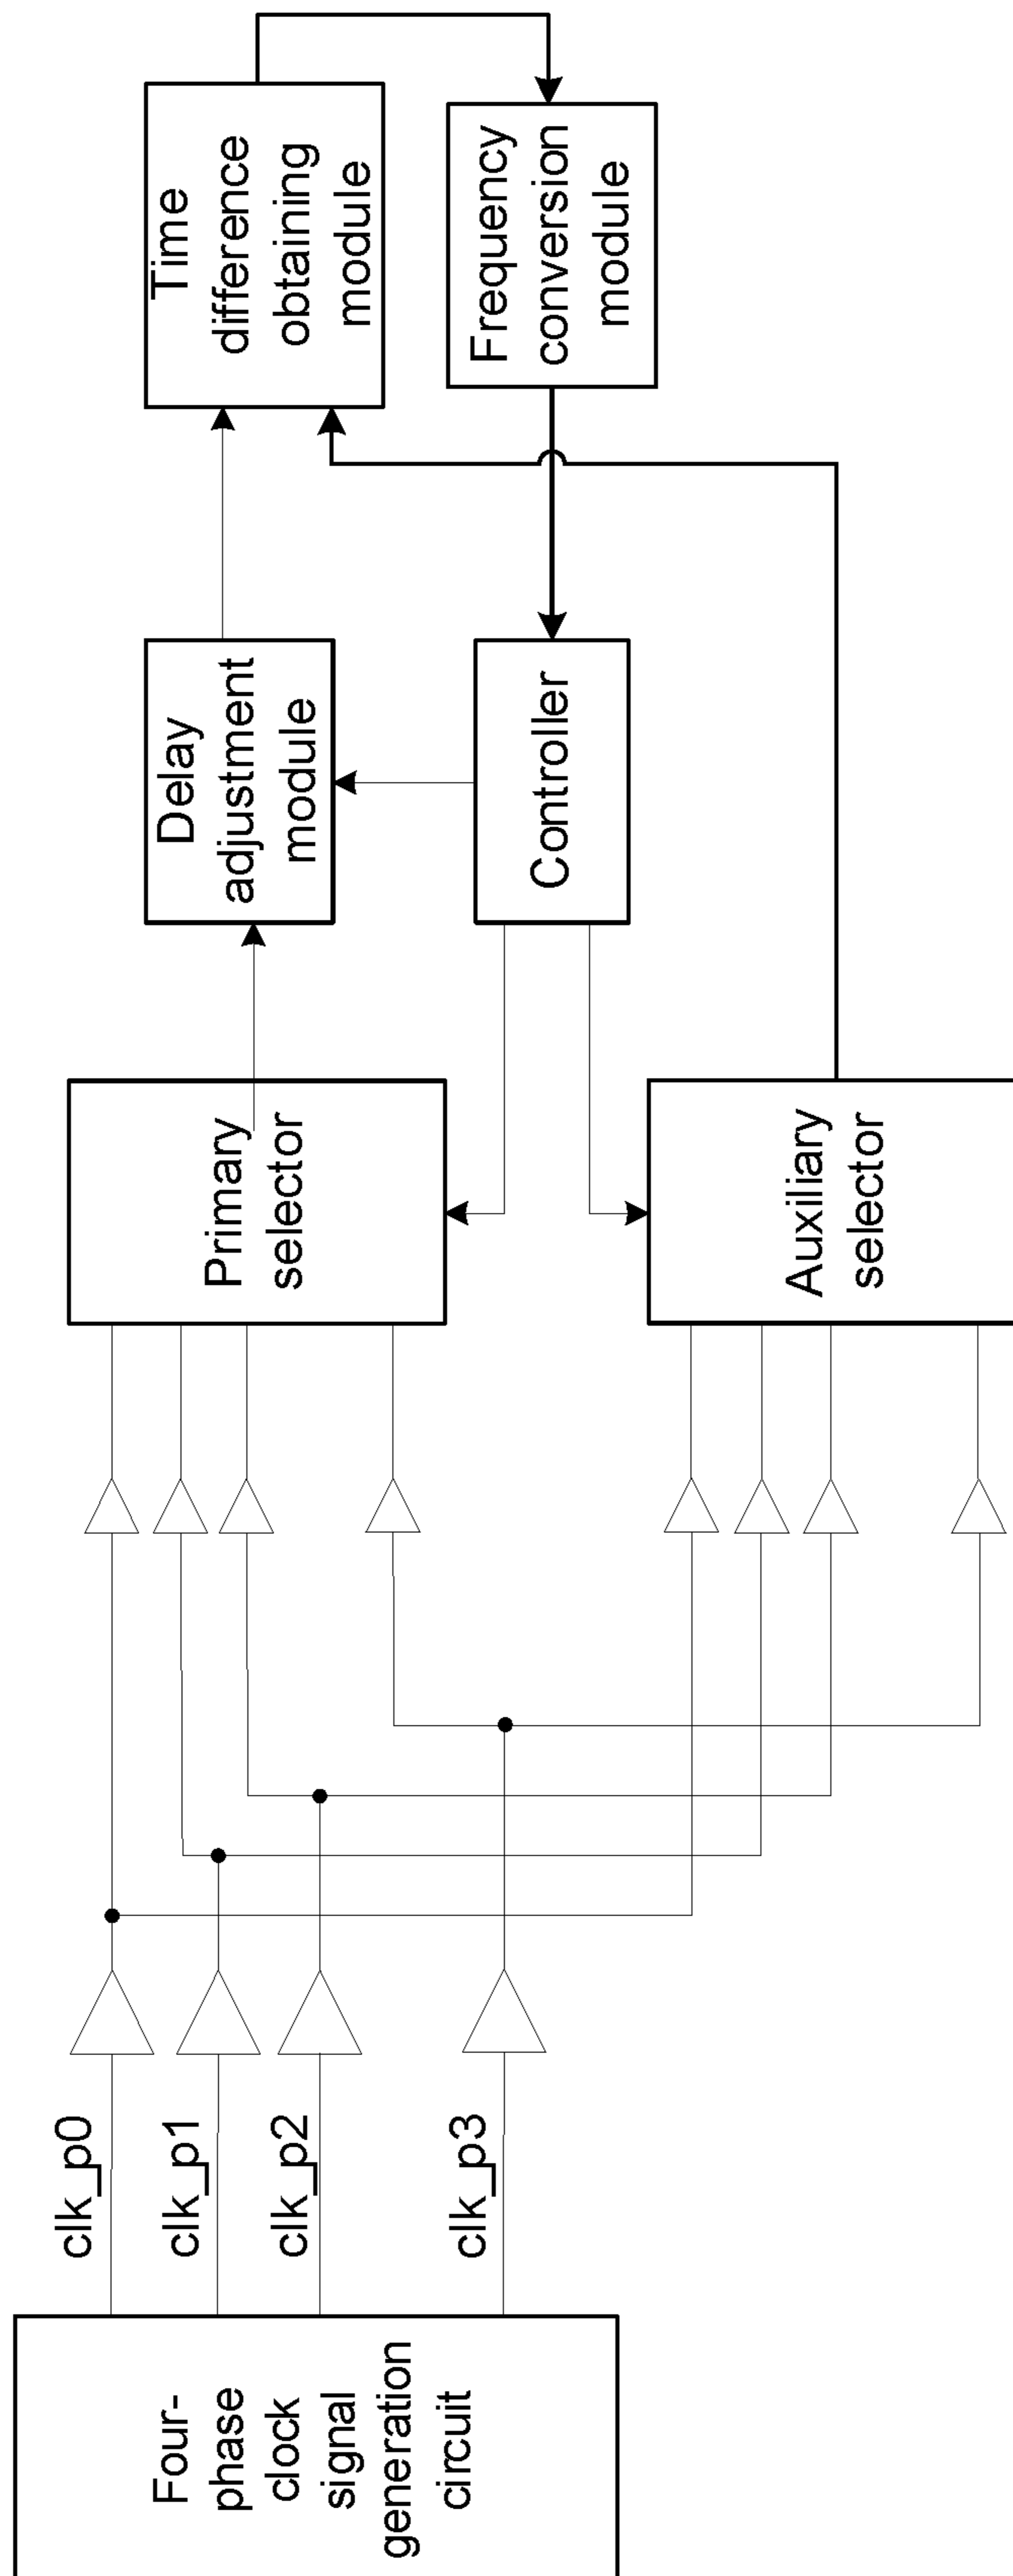 Four-
phase
clock
signal
generation
circuit
clk_p0
clk_p1
clk_p2
clk_p3
Primary
selector
Auxiliary
selector
Delay
adjustment
module
Controller
Time
difference
obtaining
module
Frequency
conversion
module